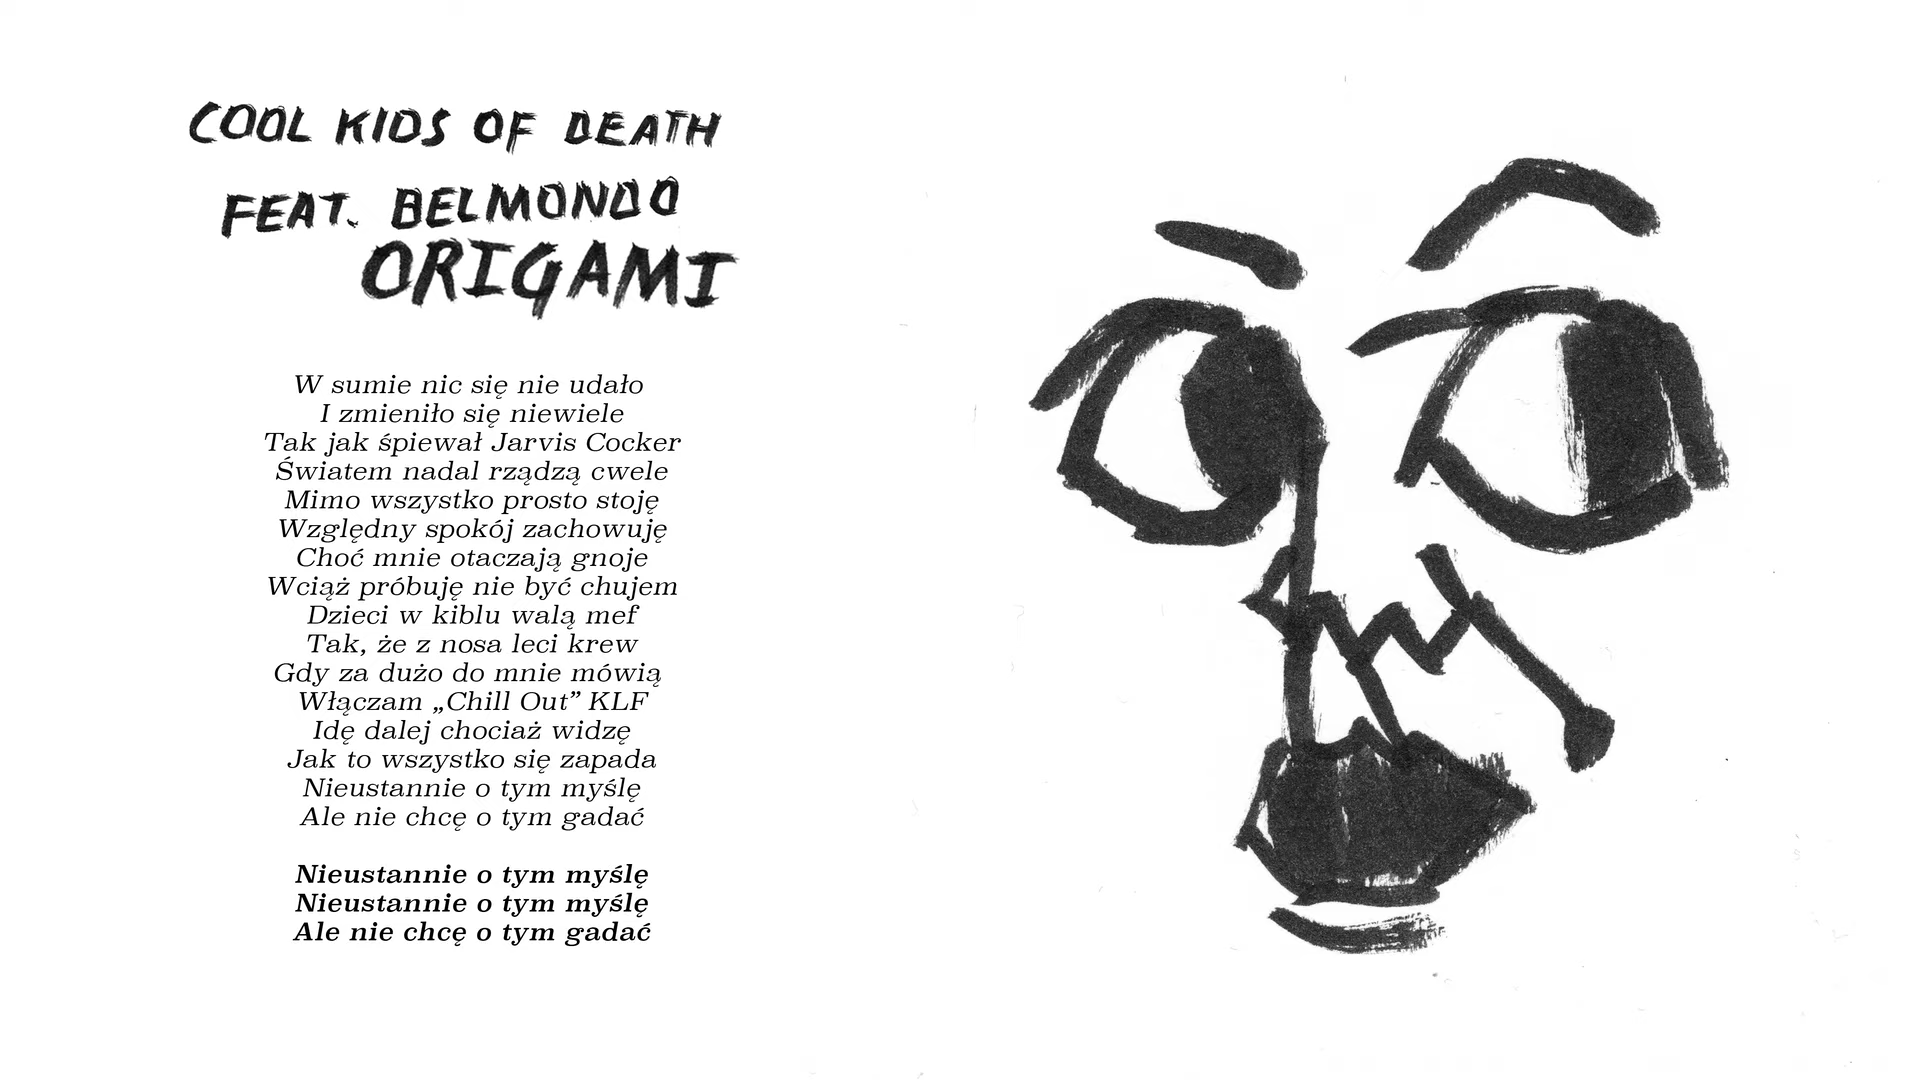 COOL KIDS OF DEATH
FEAT. BELMONDO
ORIGAMI
W sumie nic się nie udało
I zmieniło się niewiele
Tak jak śpiewał Jarvis Cocker
Światem nadal rządzą cwele
Mimo wszystko prosto stoję
Względny spokój zachowuję
Choć mnie otaczają gnoje
Wciąż próbuję nie być chujem
Dzieci w kiblu walą mef
Tak, że z nosa leci krew
Gdy za dużo do mnie mówią
Włączam „Chill Out” KLF
Idę dalej chociaż widzę
Jak to wszystko się zapada
Nieustannie o tym myślę
Ale nie chcę o tym gadać
Nieustannie o tym myślę
Nieustannie o tym myślę
Ale nie chcę o tym gadać